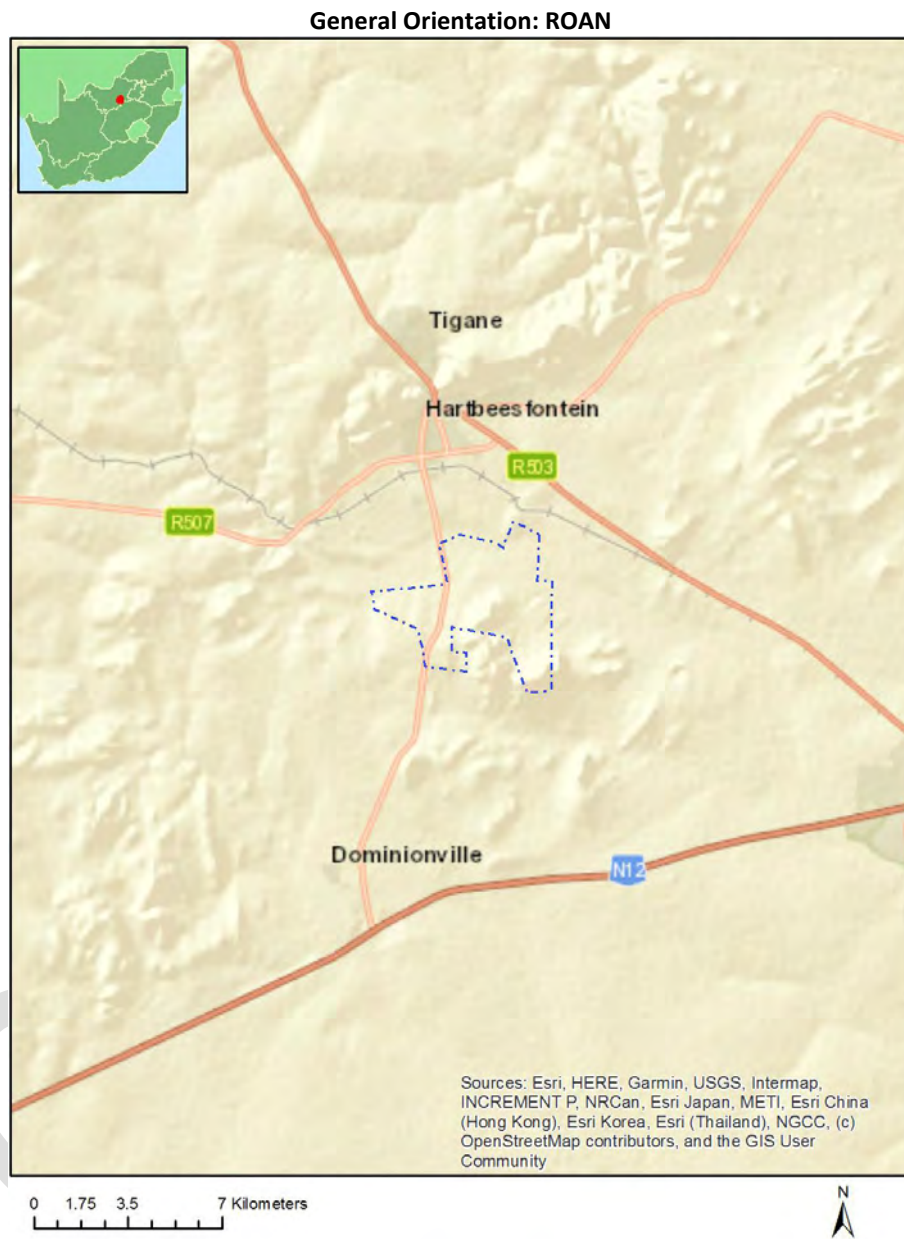 General Orientation: ROAN
Tigane
Hartbeesfontein
R503
R507
Dominionville
N12
Sources: Esri, HERE, Garmin, USGS, Intermap,
INCREMENT P, NRCan, Esri Japan, METI, Esri China
(Hong Kong), Esri Korea, Esri (Thailand), NGCC, (c)
OpenStreetMap contributors, and the GIS User
Community
0 1.75 3.5 7 Kilometers
N